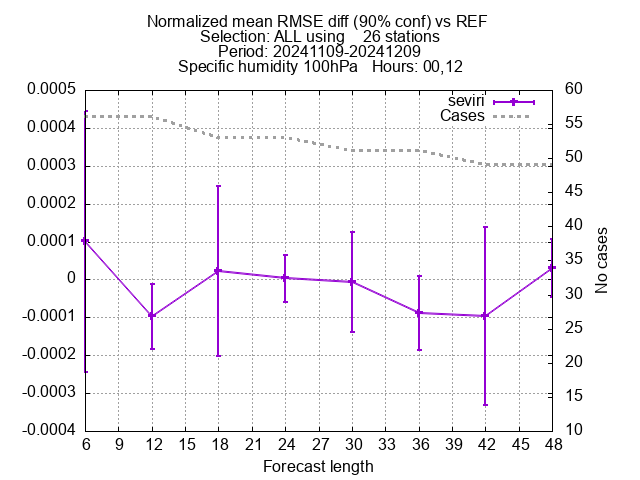 Normalized mean RMSE diff (90% conf) vs REF
Selection: ALL using    26 stations
Period: 20241109-20241209
Specific humidity 100hPa   Hours: 00,12
seviri
Cases
0.0005
0.0004
0.0003
0.0002
0.0001
0
-0.0001
-0.0002
-0.0003
-0.0004
60
55
50
45
40
35
30
25
20
15
10
No cases
6 9 12 15 18 21 24 27 30 33 36 39 42 45 48
Forecast length